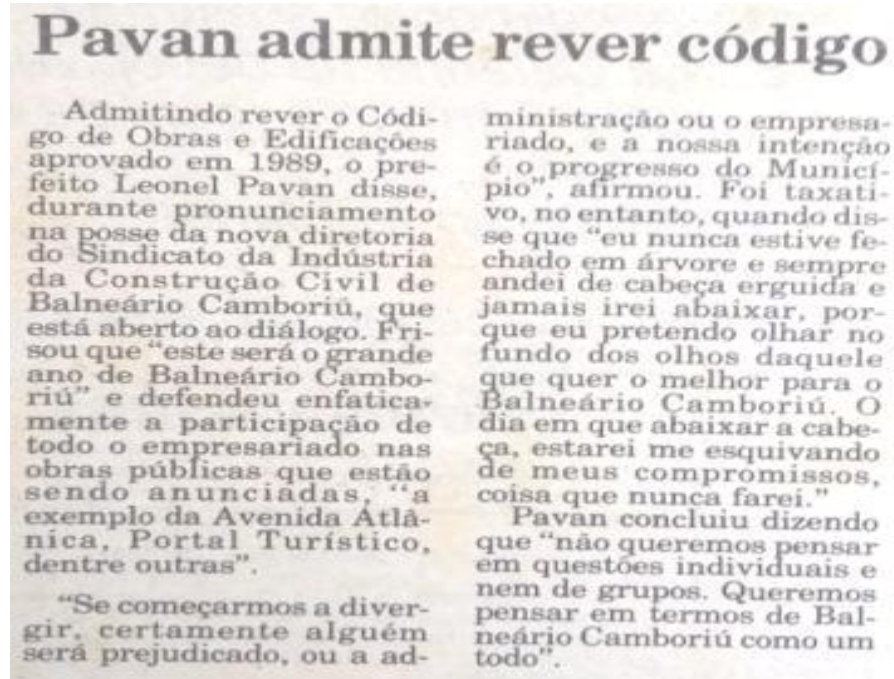 Pavan admite rever código
Admitindo rever o Códi-
go de Obras e Edificações
aprovado em 1989, o pre-
feito Leonel Pavan disse,
durante pronunciamento
na posse da nova diretoria
do Sindicato da Indústria
da Construção Civil de
Balneário Camboriú, que
está aberto ao diálogo. Fri-
sou que "este será o grande
ano de Balneário Cambo-
riú" e defendeu enfatica-
mente a participação de
todo o empresariado nas
obras públicas que estão
sendo anunciadas, "a
exemplo da Avenida Atlâ-
nica, Portal Turístico,
dentre outras".
"Se começarmos a diver-
gir, certamente alguém
será prejudicado, ou a ad-
ministração ou o empresa-
riado, e a nossa intenção
é o progresso do Municí-
pio", afirmou. Foi taxati-
vo, no entanto, quando dis-
se que "eu nunca estive fe-
chado em árvore e sempre
andei de cabeça erguida e
jamais irei abaixar, por-
que eu pretendo olhar no
fundo dos olhos daquele
que quer o melhor para o
Balneário Camboriú. O
dia em que abaixar a cabe-
ça, estarei me esquivando
de meus compromissos,
coisa que nunca farei."
Pavan concluiu dizendo
que "não queremos pensar
em questões individuais e
nem de grupos. Queremos
pensar em termos de Bal-
neário Camboriú como um
todo".